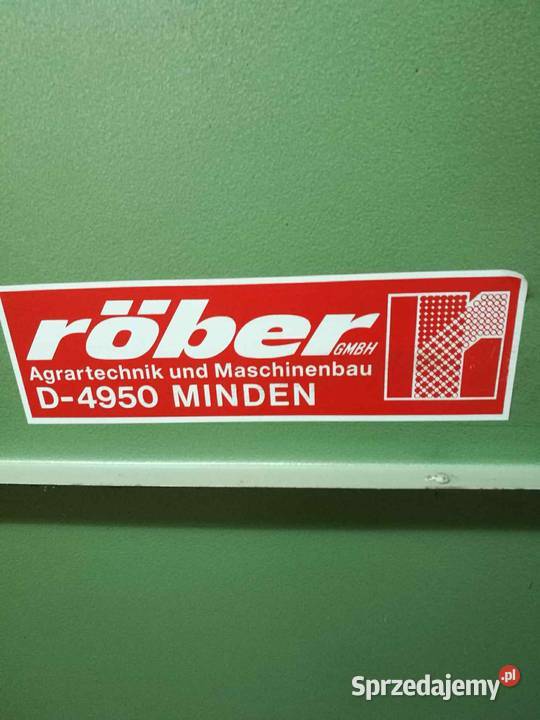 röber GMBH
Agrartechnik und Maschinenbau
D-4950 MINDEN
Sprzedajemy.pl